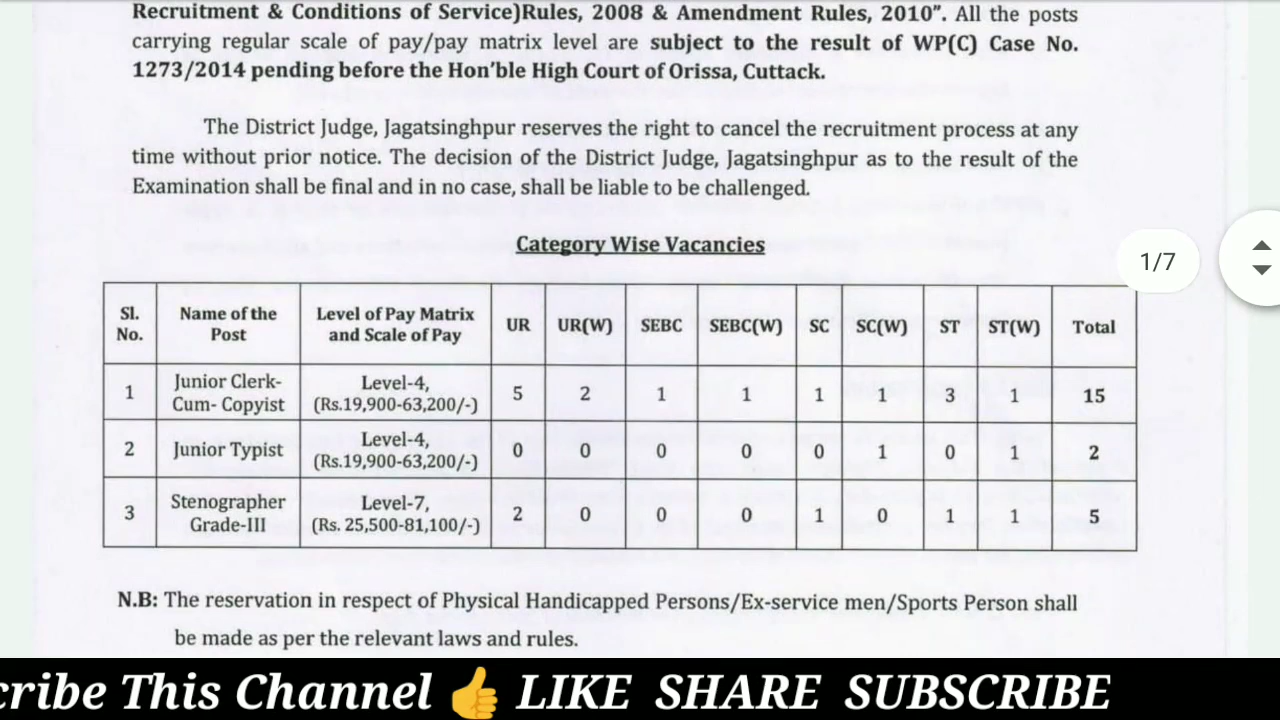 Recruitment & Conditions of Service)Rules, 2008 & Amendment Rules, 2010”. All the posts
carrying regular scale of pay/pay matrix level are subject to the result of WP(C) Case No.
1273/2014 pending before the Hon’ble High Court of Orissa, Cuttack.
The District Judge, Jagatsinghpur reserves the right to cancel the recruitment process at any
time without prior notice. The decision of the District Judge, Jagatsinghpur as to the result of the
Examination shall be final and in no case, shall be liable to be challenged.
Category Wise Vacancies
1/7
Sl. No. Name of the Post Level of Pay Matrix and Scale of Pay UR UR(W) SEBC SEBC(W) SC SC(W) ST ST(W) Total
1 Junior Clerk-Cum- Copyist Level-4, (Rs.19,900-63,200/-) 5 2 1 1 1 1 3 1 15
2 Junior Typist Level-4, (Rs.19,900-63,200/-) 0 0 0 0 0 1 0 1 2
3 Stenographer Grade-III Level-7, (Rs. 25,500-81,100/-) 2 0 0 0 1 0 1 1 5
N.B: The reservation in respect of Physical Handicapped Persons/Ex-service men/Sports Person shall
be made as per the relevant laws and rules.
cribe This Channel 👍 LIKE SHARE SUBSCRIBE